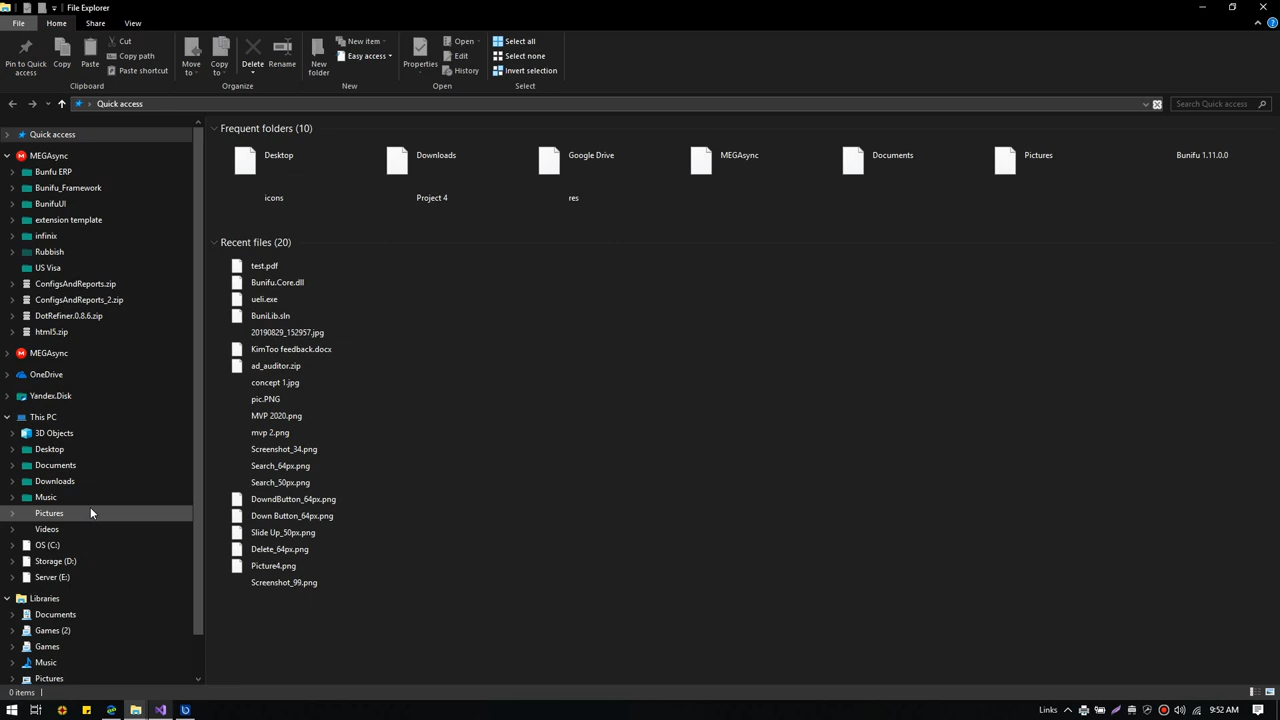 File Explorer
File
Home
Share
View
Pin to Quick access
Copy
Paste
Cut
Copy path
Paste shortcut
Clipboard
Move to
Copy to
Delete
Rename
Organize
New folder
New item
Easy access
New
Properties
Open
Edit
History
Open
Select all
Select none
Invert selection
Select
Quick access
Search Quick access
Quick access
MEGAsync
Bunfu ERP
Bunifu_Framework
BunifuUI
extension template
infinix
Rubbish
US Visa
ConfigsAndReports.zip
ConfigsAndReports_2.zip
DotRefiner.0.8.6.zip
html5.zip
MEGAsync
OneDrive
Yandex.Disk
This PC
3D Objects
Desktop
Documents
Downloads
Music
Pictures
Videos
OS (C:)
Storage (D:)
Server (E:)
Libraries
Documents
Games (2)
Games
Music
Pictures
Frequent folders (10)
Desktop
Downloads
Google Drive
MEGAsync
Documents
Pictures
Bunifu 1.11.0.0
icons
Project 4
res
Recent files (20)
test.pdf
Bunifu.Core.dll
ueli.exe
BuniLib.sln
20190829_152957.jpg
KimToo feedback.docx
ad_auditor.zip
concept 1.jpg
pic.PNG
MVP 2020.png
mvp 2.png
Screenshot_34.png
Search_64px.png
Search_50px.png
DowndButton_64px.png
Down Button_64px.png
Slide Up_50px.png
Delete_64px.png
Picture4.png
Screenshot_99.png
0 items
Links
9:52 AM